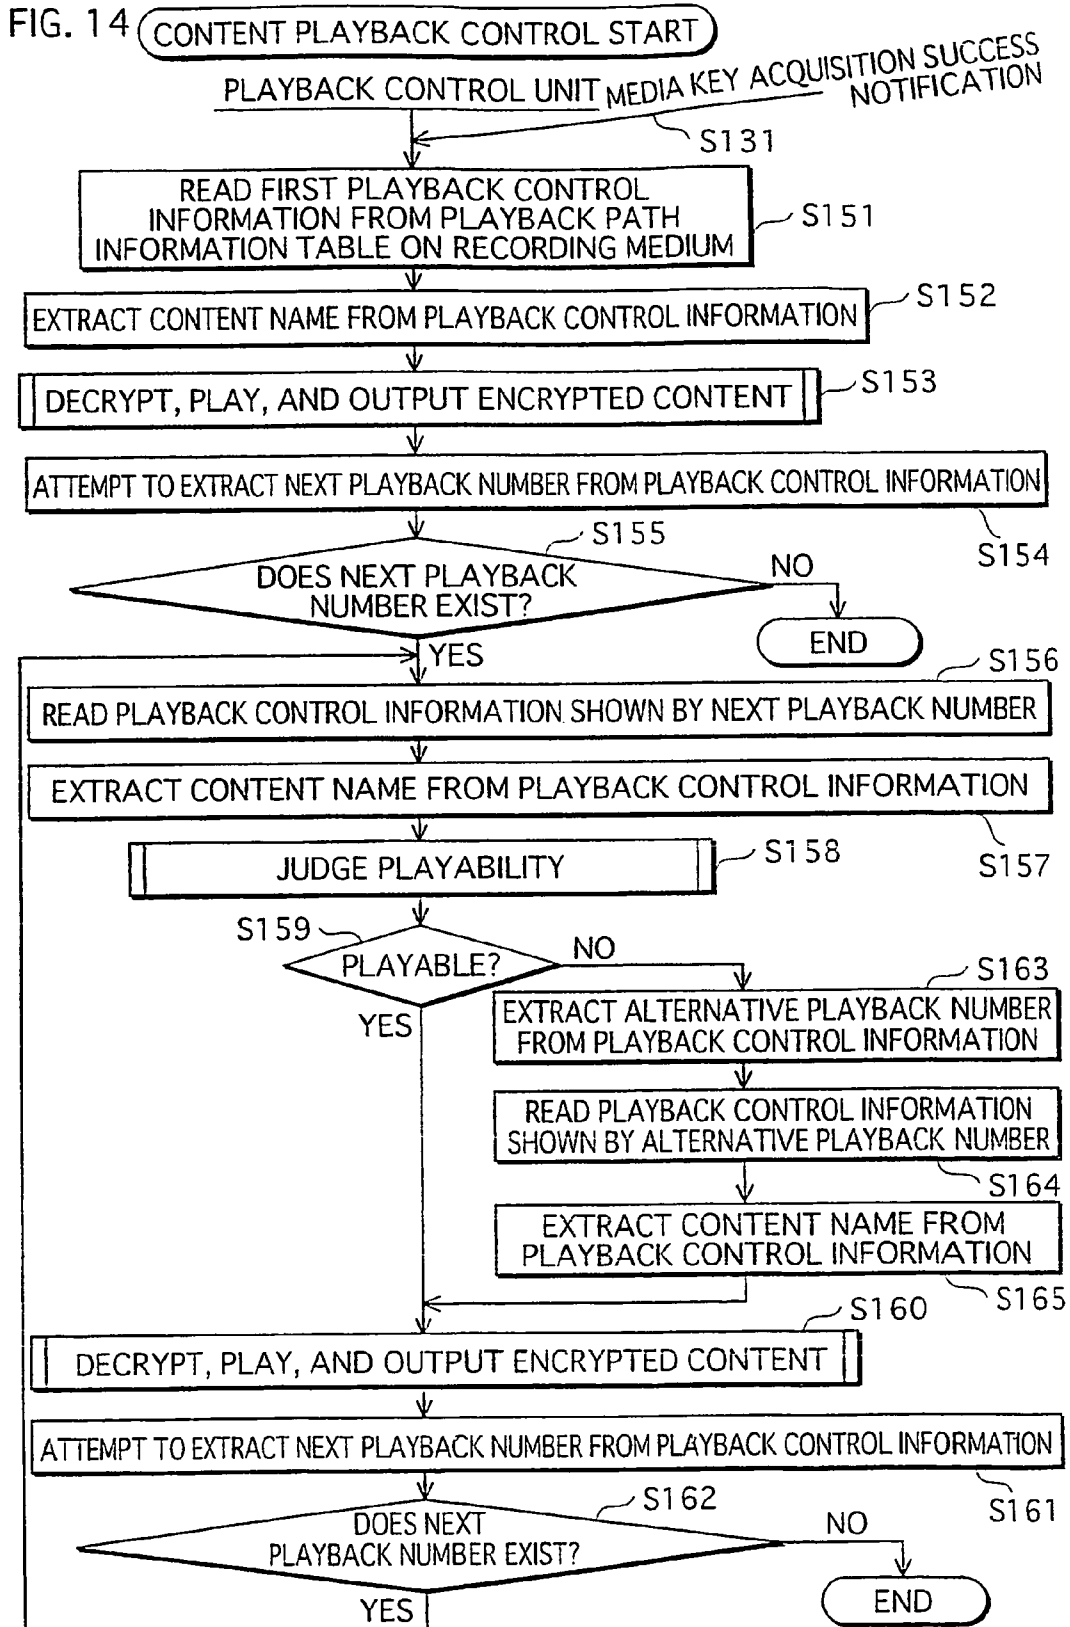 FIG. 14
CONTENT PLAYBACK CONTROL START
PLAYBACK CONTROL UNIT
MEDIA KEY ACQUISITION SUCCESS
NOTIFICATION
S131
READ FIRST PLAYBACK CONTROL
INFORMATION FROM PLAYBACK PATH
INFORMATION TABLE ON RECORDING MEDIUM
S151
EXTRACT CONTENT NAME FROM PLAYBACK CONTROL INFORMATION
S152
DECRYPT, PLAY, AND OUTPUT ENCRYPTED CONTENT
S153
ATTEMPT TO EXTRACT NEXT PLAYBACK NUMBER FROM PLAYBACK CONTROL INFORMATION
S154
S155
DOES NEXT PLAYBACK
NUMBER EXIST?
NO
END
YES
S156
READ PLAYBACK CONTROL INFORMATION SHOWN BY NEXT PLAYBACK NUMBER
EXTRACT CONTENT NAME FROM PLAYBACK CONTROL INFORMATION
S157
JUDGE PLAYABILITY
S158
S159
PLAYABLE?
NO
YES
S163
EXTRACT ALTERNATIVE PLAYBACK NUMBER
FROM PLAYBACK CONTROL INFORMATION
READ PLAYBACK CONTROL INFORMATION
SHOWN BY ALTERNATIVE PLAYBACK NUMBER
S164
EXTRACT CONTENT NAME FROM
PLAYBACK CONTROL INFORMATION
S165
S160
DECRYPT, PLAY, AND OUTPUT ENCRYPTED CONTENT
ATTEMPT TO EXTRACT NEXT PLAYBACK NUMBER FROM PLAYBACK CONTROL INFORMATION
S161
S162
DOES NEXT
PLAYBACK NUMBER EXIST?
NO
END
YES